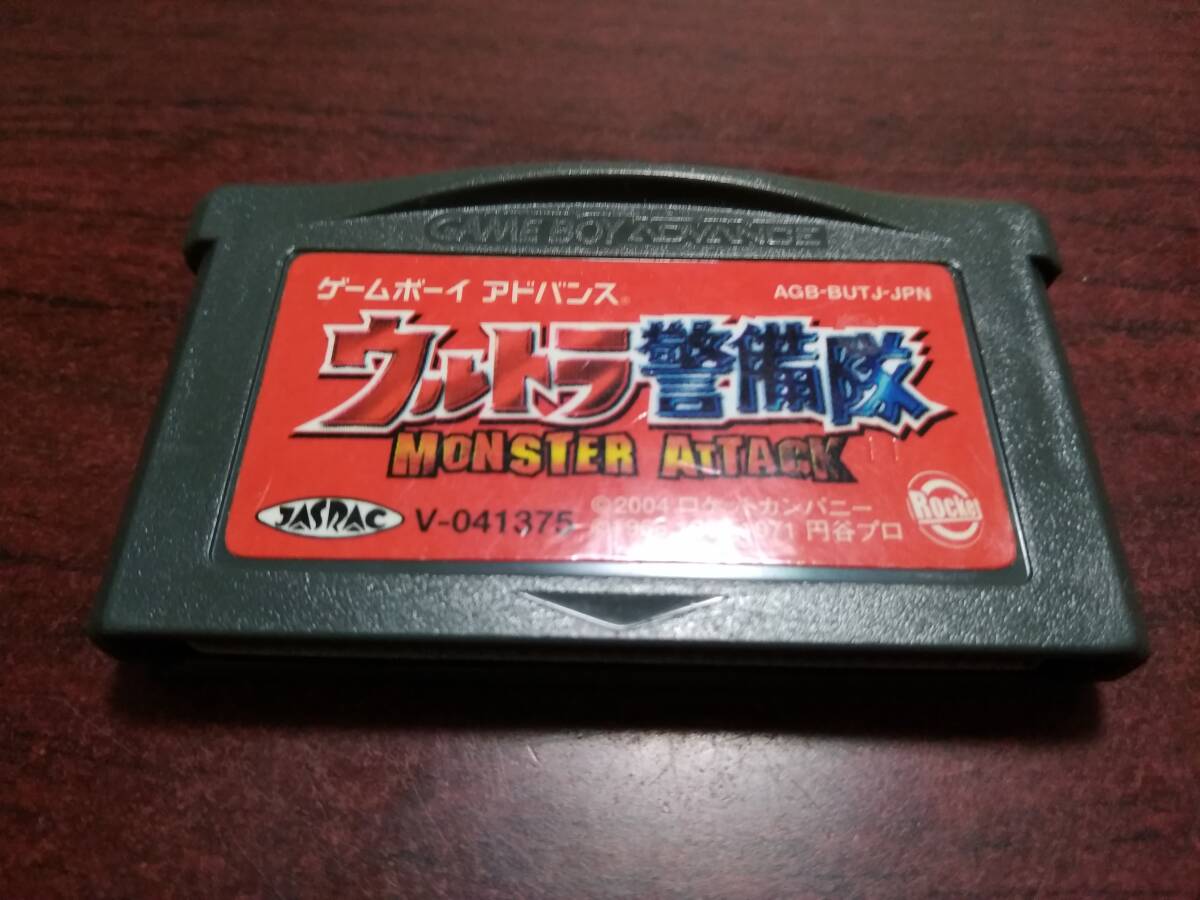 GAME BOY ADVANCE
ゲームボーイ アドバンス
AGB-BUTJ-JPN
ウルトラ警備隊
MONSTER ATTACK
JASRAC
V-041375
©2004 ロケットカンパニー
円谷プロ
Rocket